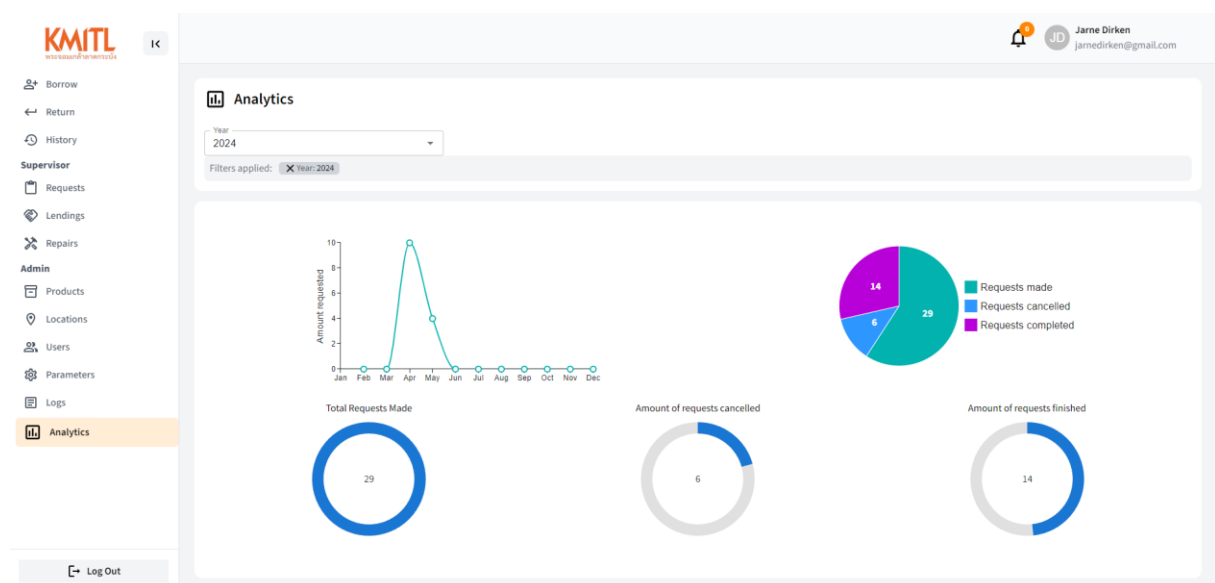 KMITL
Borrow
Return
History
Supervisor
Requests
Lendings
Repairs
Admin
Products
Locations
Users
Parameters
Logs
Analytics
Log Out
JD
Jarne Dirken
jarnedirken@gmail.com
Analytics
Year
2024
Filters applied: Year: 2024
Amount requested
10
8
6
4
2
0
Jan Feb Mar Apr May Jun Jul Aug Sep Oct Nov Dec
14
29
6
Requests made
Requests cancelled
Requests completed
Total Requests Made
29
Amount of requests cancelled
6
Amount of requests finished
14